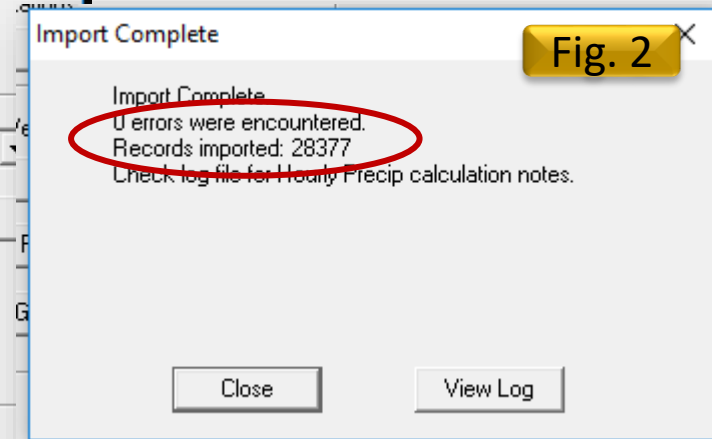 Import Complete
Fig. 2
Import Complete
0 errors were encountered.
Records imported: 28377
Check log file for Hourly Precip calculation notes.
Close
View Log